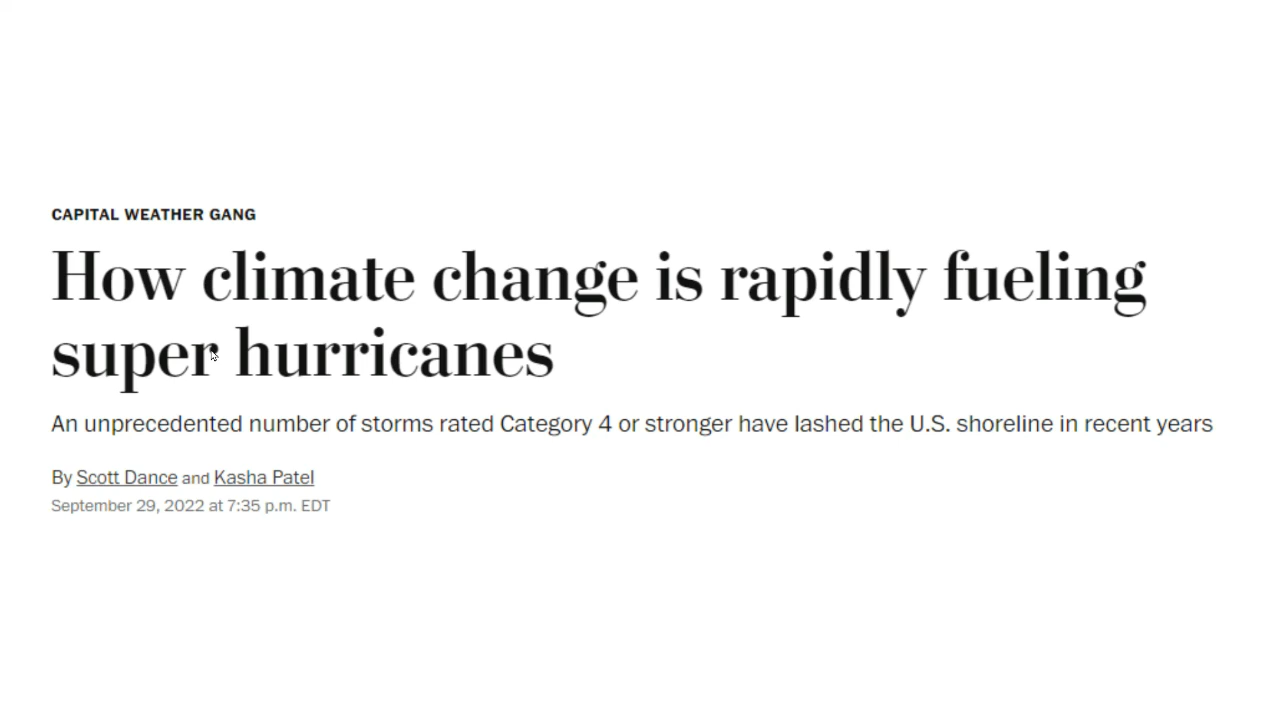 CAPITAL WEATHER GANG
How climate change is rapidly fueling
super hurricanes
An unprecedented number of storms rated Category 4 or stronger have lashed the U.S. shoreline in recent years
By Scott Dance and Kasha Patel
September 29, 2022 at 7:35 p.m. EDT